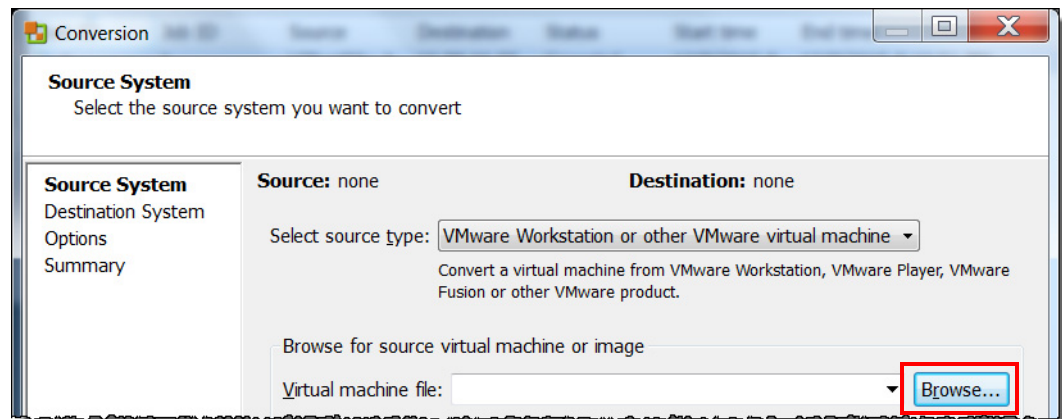 Conversion
Source System
Select the source system you want to convert
Source System
Destination System
Options
Summary
Source: none Destination: none
Select source type: VMware Workstation or other VMware virtual machine
Convert a virtual machine from VMware Workstation, VMware Player, VMware
Fusion or other VMware product.
Browse for source virtual machine or image
Virtual machine file: Browse...